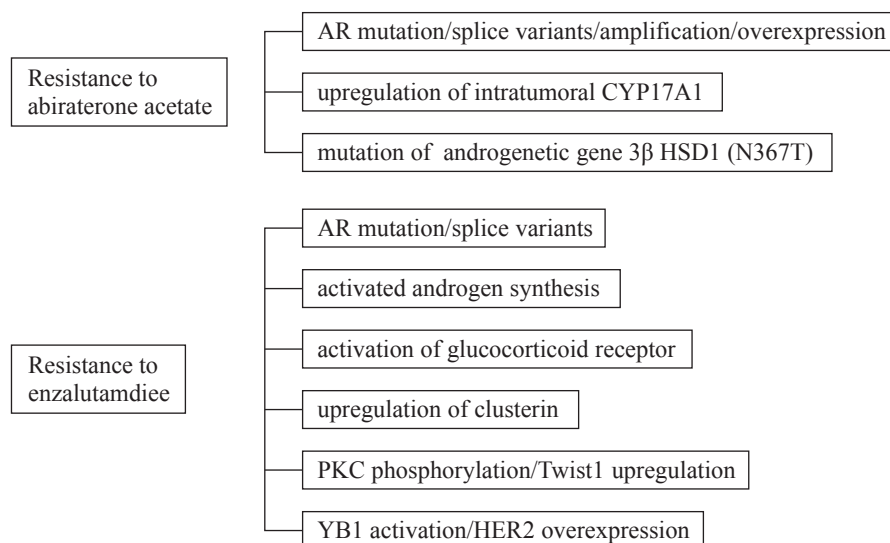 Resistance to
abiraterone acetate
AR mutation/splice variants/amplification/overexpression
upregulation of intratumoral CYP17A1
mutation of androgenetic gene 3β HSD1 (N367T)
Resistance to
enzalutamdiee
AR mutation/splice variants
activated androgen synthesis
activation of glucocorticoid receptor
upregulation of clusterin
PKC phosphorylation/Twist1 upregulation
YB1 activation/HER2 overexpression